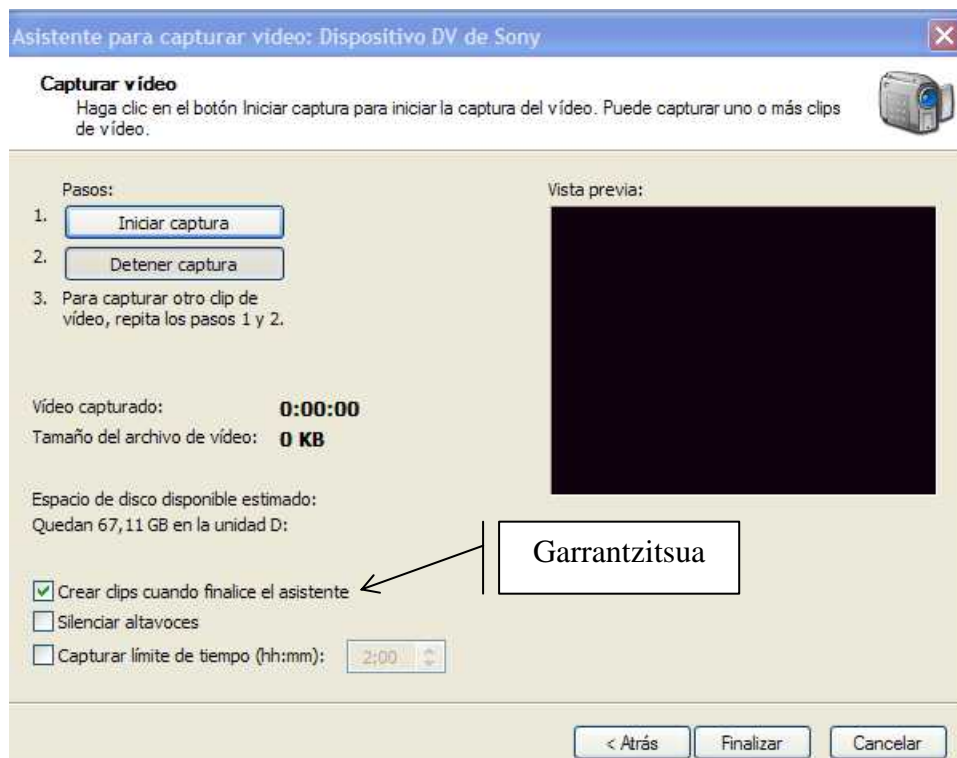 Asistente para capturar vídeo: Dispositivo DV de Sony
Capturar vídeo
Haga clic en el botón Iniciar captura para iniciar la captura del vídeo. Puede capturar uno o más clips
de vídeo.
Pasos:
Vista previa:
1. Iniciar captura
2. Detener captura
3. Para capturar otro clip de
vídeo, repita los pasos 1 y 2.
Vídeo capturado: 0:00:00
Tamaño del archivo de vídeo: 0 KB
Espacio de disco disponible estimado:
Quedan 67,11 GB en la unidad D:
Garrantzitsua
Crear clips cuando finalice el asistente
Silenciar altavoces
Capturar límite de tiempo (hh:mm): 2:00
< Atrás Finalizar Cancelar